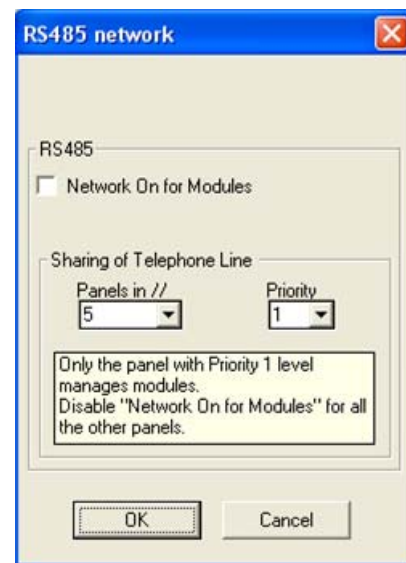 RS485 network
RS485
Network On for Modules
Sharing of Telephone Line
Panels in // Priority
5 1
Only the panel with Priority 1 level
manages modules.
Disable "Network On for Modules" for all
the other panels.
OK Cancel